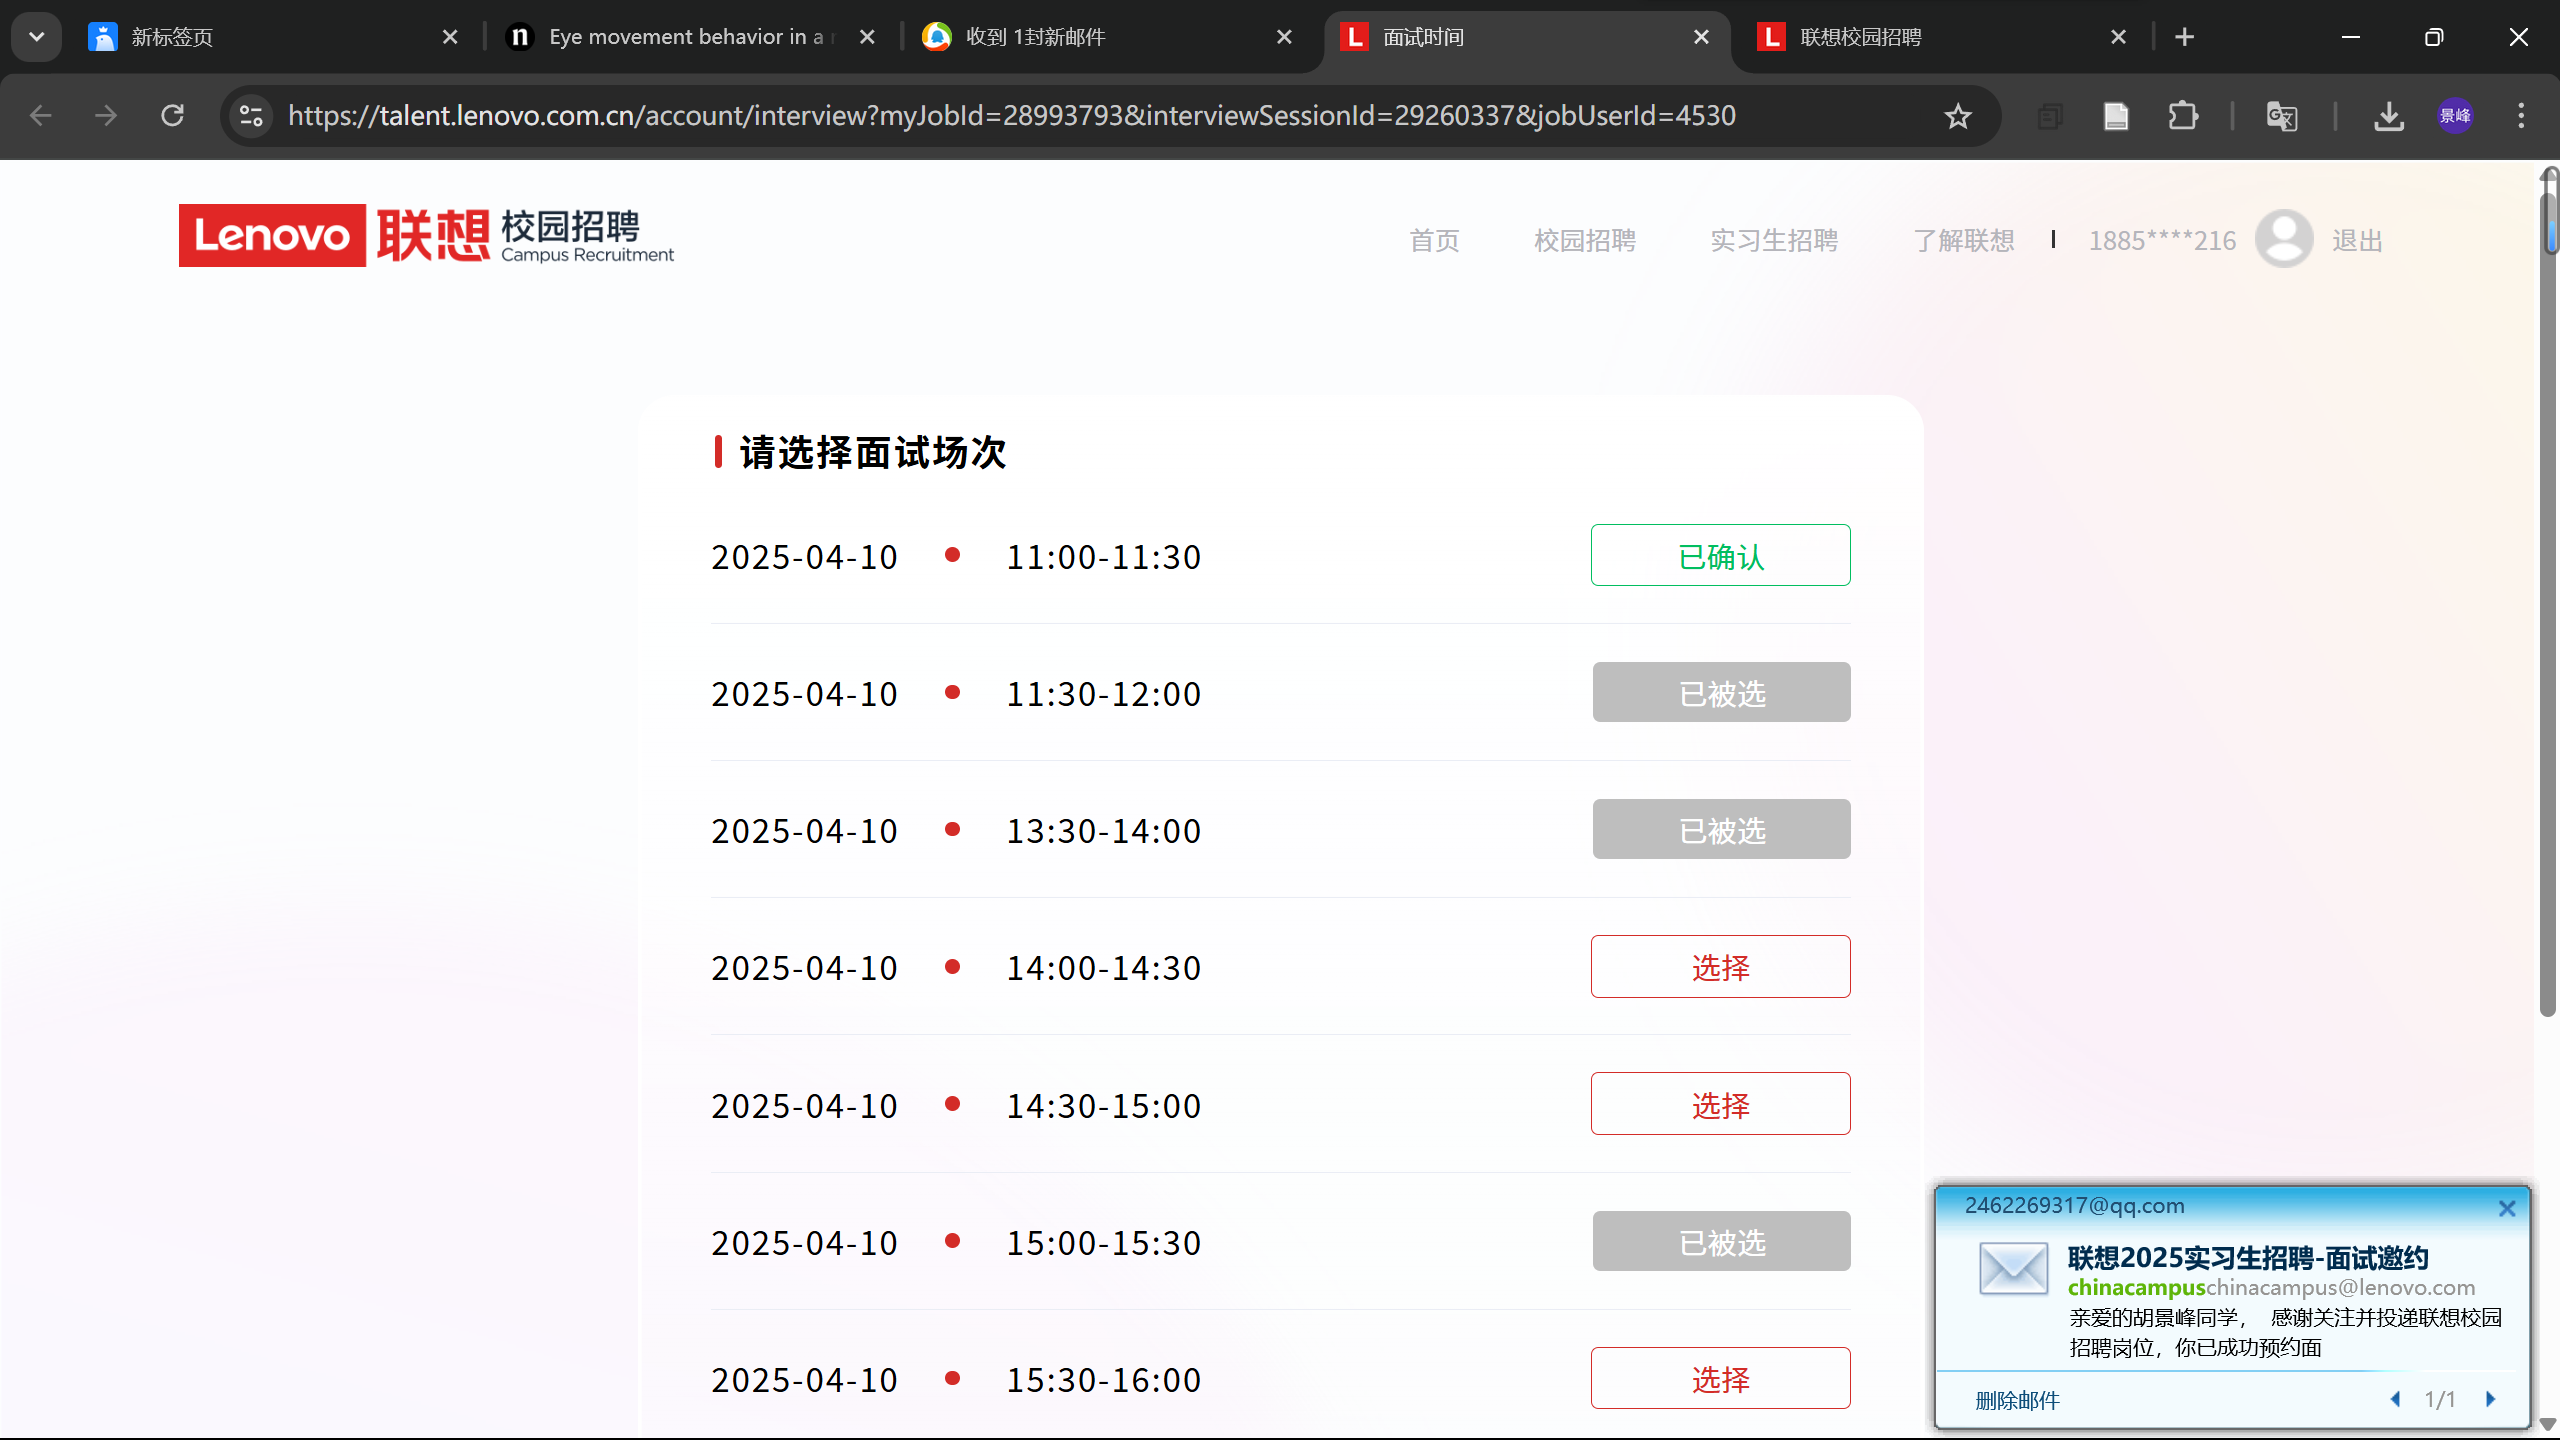 新标签页
Eye movement behavior in a
收到 1封新邮件
面试时间
联想校园招聘
https://talent.lenovo.com.cn/account/interview?myJobId=28993793&interviewSessionId=29260337&jobUserId=4530
景峰
Lenovo 联想 校园招聘
Campus Recruitment
首页 校园招聘 实习生招聘 了解联想 1885****216 退出
请选择面试场次
2025-04-10 11:00-11:30 已确认
2025-04-10 11:30-12:00 已被选
2025-04-10 13:30-14:00 已被选
2025-04-10 14:00-14:30 选择
2025-04-10 14:30-15:00 选择
2025-04-10 15:00-15:30 已被选
2025-04-10 15:30-16:00 选择
2462269317@qq.com
联想2025实习生招聘-面试邀约
chinacampuschinacampus@lenovo.com
亲爱的胡景峰同学， 感谢关注并投递联想校园
招聘岗位，你已成功预约面
删除邮件 1/1